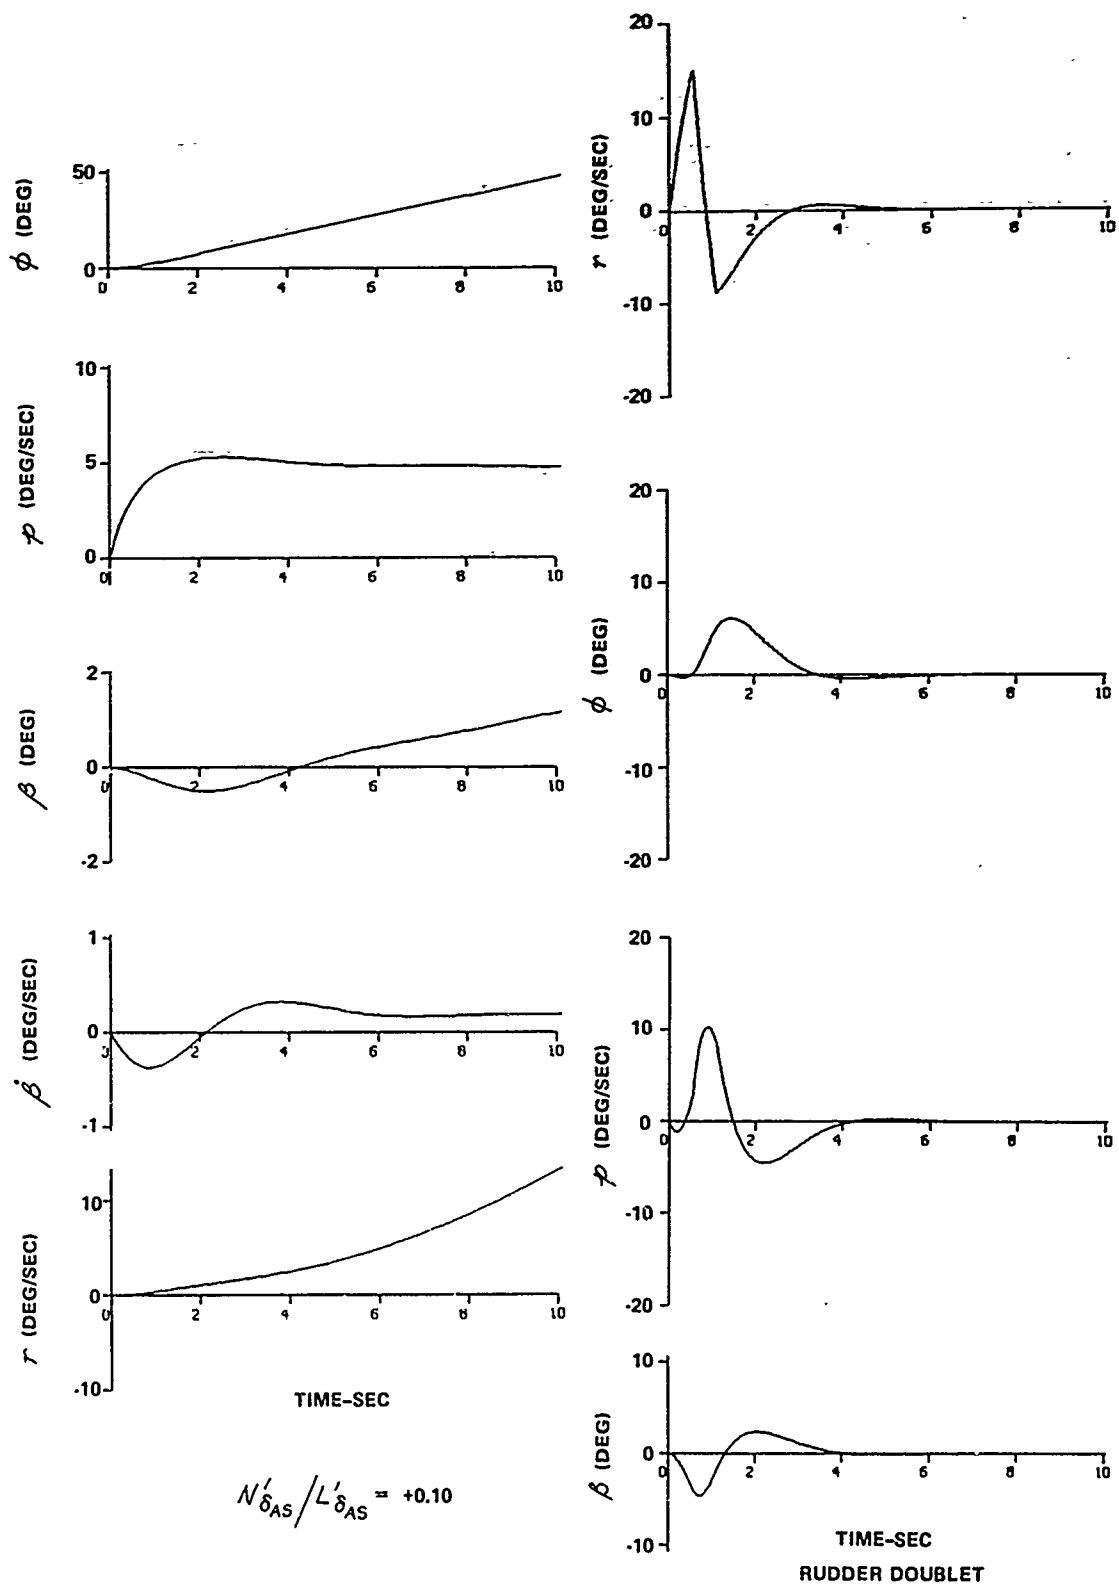 ϕ (DEG)
50
0
0 2 4 6 8 10
p (DEG/SEC)
10
5
0
0 2 4 6 8 10
β (DEG)
2
1
0
-2
0 2 4 6 8 10
β̇ (DEG/SEC)
1
0
-1
2 4 6 8 10
r (DEG/SEC)
10
0
-10
0 2 4 6 8 10
TIME-SEC
N'δAS/L'δAS = +0.10
r (DEG/SEC)
20
10
0
-10
-20
0 2 4 6 8 10
ϕ (DEG)
20
10
0
-10
-20
0 2 4 6 8 10
p (DEG/SEC)
20
10
0
-10
-20
0 2 4 6 8 10
β (DEG)
10
0
-10
0 2 4 6 8 10
TIME-SEC
RUDDER DOUBLET